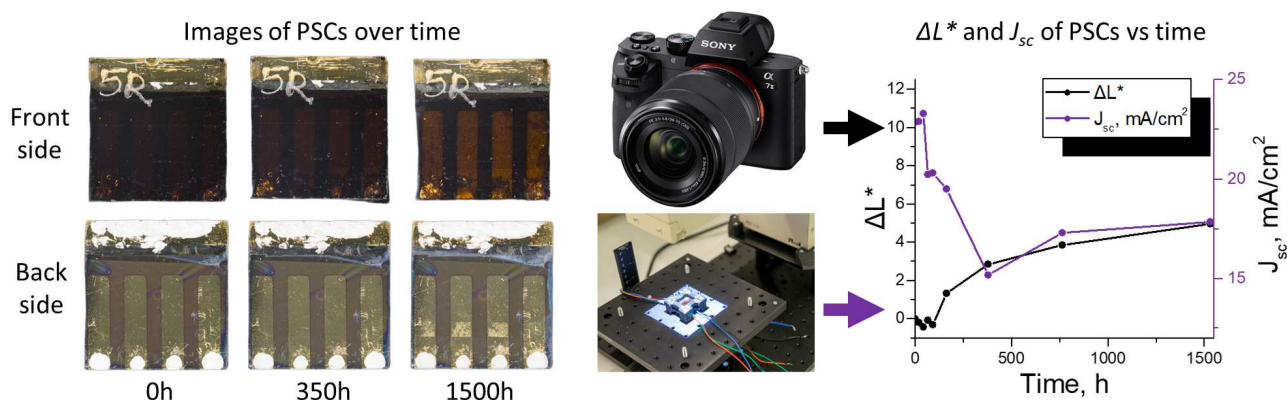 Images of PSCs over time
Front
side
5R
5R
5R
Back
side
0h
350h
1500h
SONY
α
7II
ΔL* and Jsc of PSCs vs time
ΔL*
Jsc, mA/cm²
12
10
8
6
4
2
0
ΔL*
25
20
15
Jsc, mA/cm²
0
500
1000
1500
Time, h